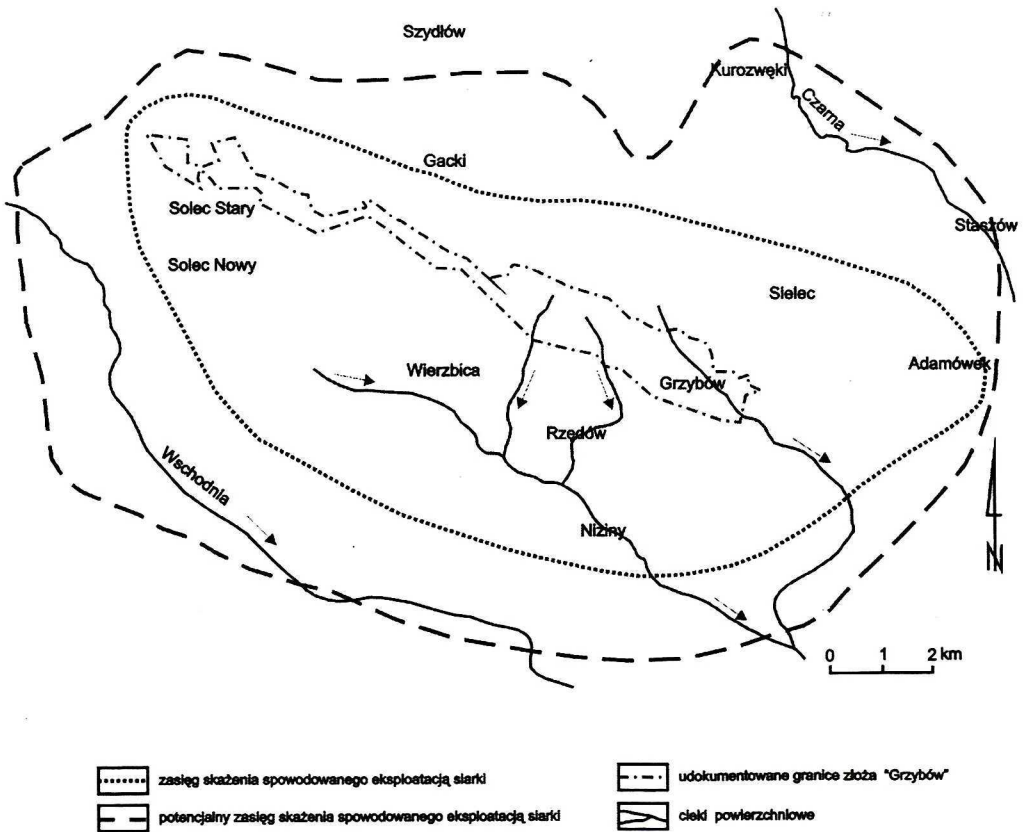 Szydłów
Kurozwęki
Czarna
Gacki
Solec Stary
Staszów
Solec Nowy
Sielec
Wierzbica
Adamówek
Grzybów
Rzędów
Wschodnia
Niziny
N
0 1 2 km
zasięg skażenia spowodowanego eksploatacją siarki
udokumentowane granice złoża "Grzybów"
potencjalny zasięg skażenia spowodowanego eksploatacją siarki
cieki powierzchniowe